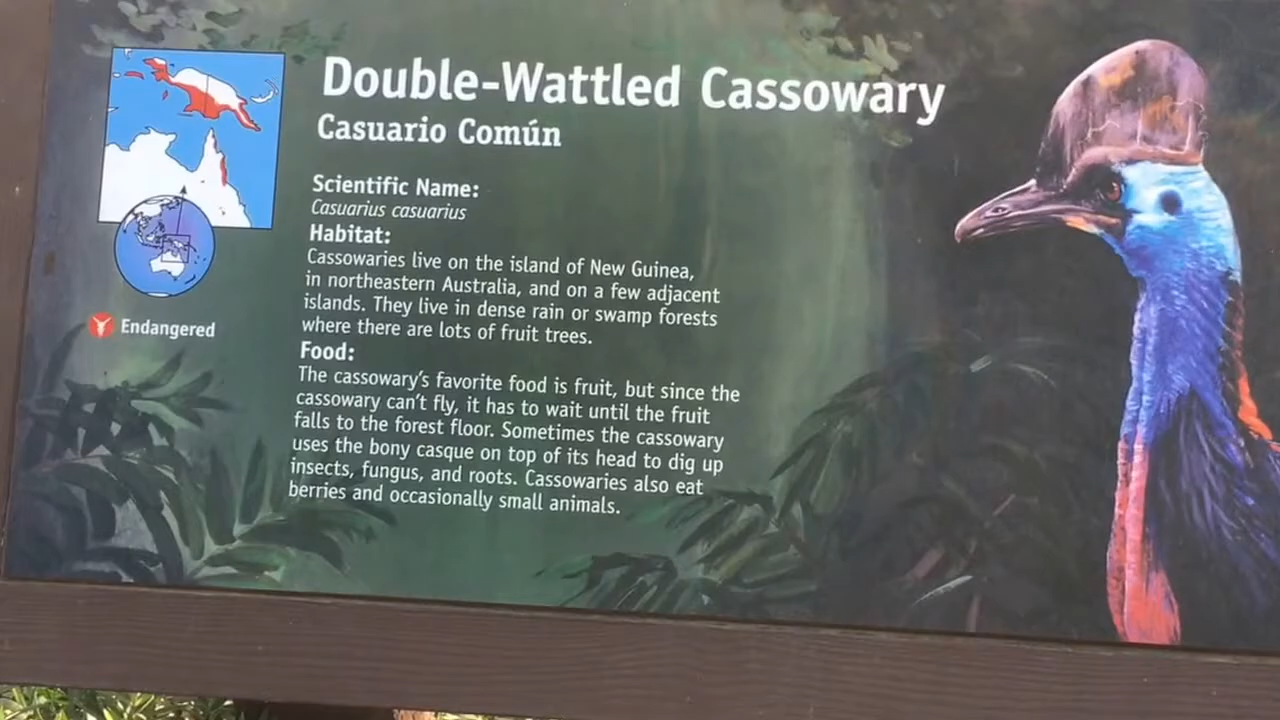 Double-Wattled Cassowary
Casuario Común
Scientific Name:
Casuarius casuarius
Habitat:
Cassowaries live on the island of New Guinea,
in northeastern Australia, and on a few adjacent
islands. They live in dense rain or swamp forests
where there are lots of fruit trees.
Endangered
Food:
The cassowary's favorite food is fruit, but since the
cassowary can't fly, it has to wait until the fruit
falls to the forest floor. Sometimes the cassowary
uses the bony casque on top of its head to dig up
insects, fungus, and roots. Cassowaries also eat
berries and occasionally small animals.